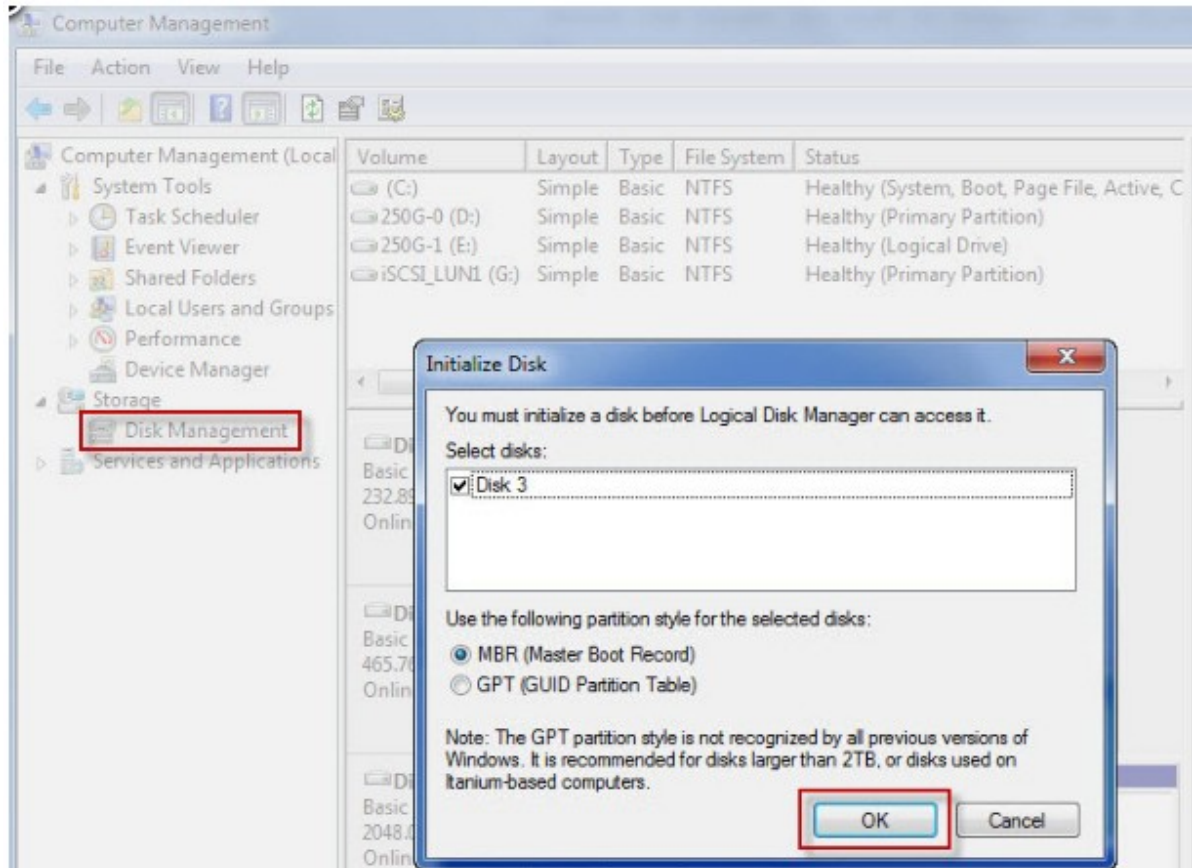 Computer Management
File Action View Help
Computer Management (Local
System Tools
Task Scheduler
Event Viewer
Shared Folders
Local Users and Groups
Performance
Device Manager
Storage
Disk Management
Services and Applications
Volume Layout Type File System Status
(C:) Simple Basic NTFS Healthy (System, Boot, Page File, Active, C
250G-0 (D:) Simple Basic NTFS Healthy (Primary Partition)
250G-1 (E:) Simple Basic NTFS Healthy (Logical Drive)
iSCSI_LUN1 (G:) Simple Basic NTFS Healthy (Primary Partition)
Di
Basic
232.89
Onlin
Di
Basic
465.76
Onlin
Di
Basic
2048.0
Onlin
Initialize Disk
You must initialize a disk before Logical Disk Manager can access it.
Select disks:
Disk 3
Use the following partition style for the selected disks:
MBR (Master Boot Record)
GPT (GUID Partition Table)
Note: The GPT partition style is not recognized by all previous versions of
Windows. It is recommended for disks larger than 2TB, or disks used on
Itanium-based computers.
OK Cancel